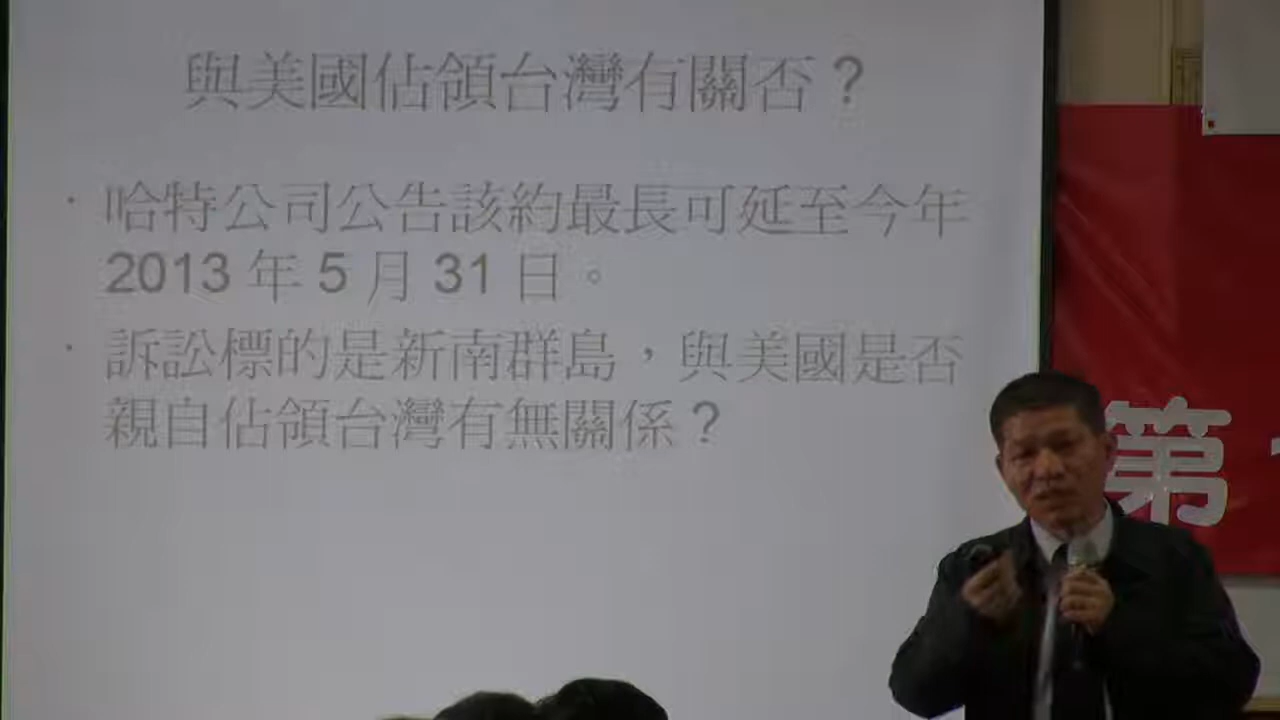 與美國佔領台灣有關否？
・哈特公司公告該約最長可延至今年
2013 年 5 月 31 日。
・訴訟標的是新南群島，與美國是否
親自佔領台灣有無關係？
第